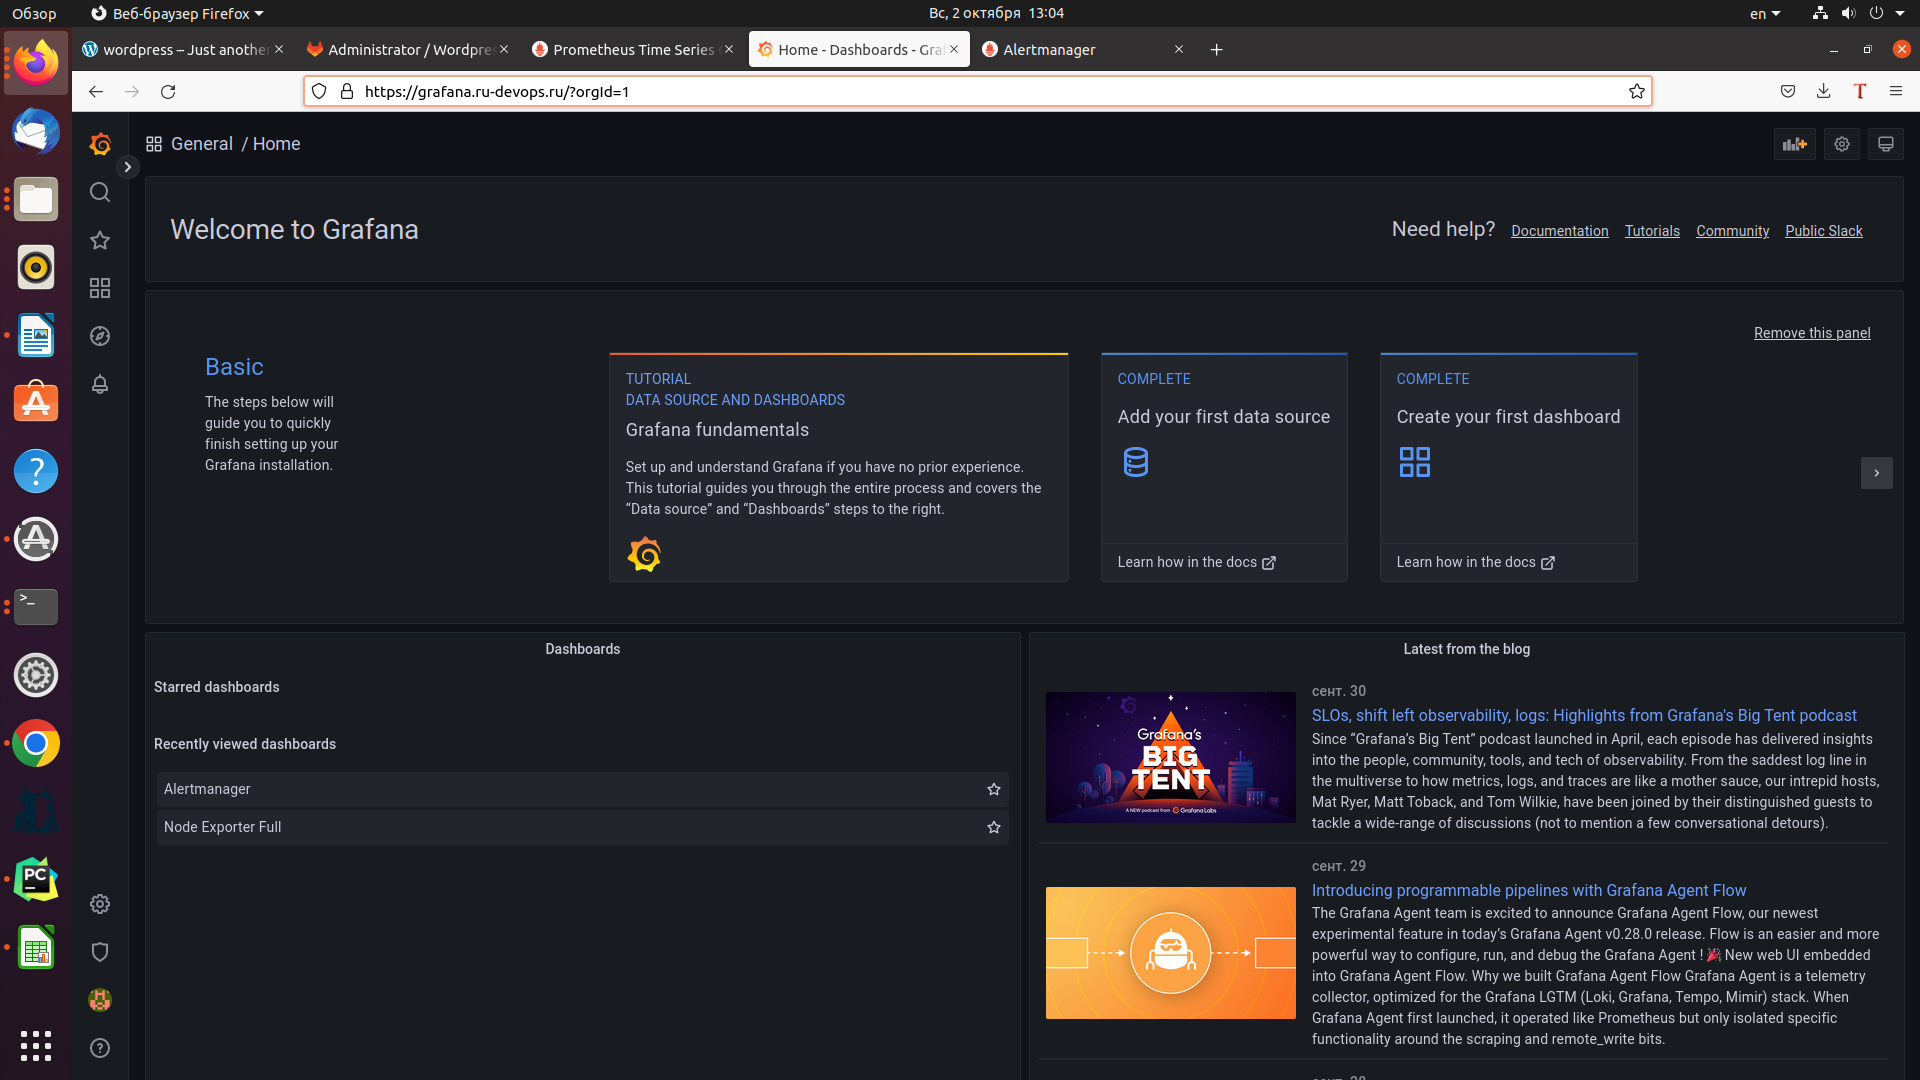 Обзор
Веб-браузер Firefox
Вс, 2 октября 13:04
en
wordpress – Just another
Administrator / Wordpres
Prometheus Time Series
Home - Dashboards - Graf
Alertmanager
https://grafana.ru-devops.ru/?orgId=1
General / Home
Welcome to Grafana
Need help?
Documentation
Tutorials
Community
Public Slack
Remove this panel
Basic
The steps below will
guide you to quickly
finish setting up your
Grafana installation.
TUTORIAL
DATA SOURCE AND DASHBOARDS
Grafana fundamentals
Set up and understand Grafana if you have no prior experience.
This tutorial guides you through the entire process and covers the
“Data source” and “Dashboards” steps to the right.
COMPLETE
Add your first data source
Learn how in the docs
COMPLETE
Create your first dashboard
Learn how in the docs
Dashboards
Starred dashboards
Recently viewed dashboards
Alertmanager
Node Exporter Full
Latest from the blog
Grafana's
BIG
TENT
A NEW podcast from Grafana Labs
сент. 30
SLOs, shift left observability, logs: Highlights from Grafana's Big Tent podcast
Since “Grafana’s Big Tent” podcast launched in April, each episode has delivered insights
into the people, community, tools, and tech of observability. From the saddest log line in
the multiverse to how metrics, logs, and traces are like a mother sauce, our intrepid hosts,
Mat Ryer, Matt Toback, and Tom Wilkie, have been joined by their distinguished guests to
tackle a wide-range of discussions (not to mention a few conversational detours).
сент. 29
Introducing programmable pipelines with Grafana Agent Flow
The Grafana Agent team is excited to announce Grafana Agent Flow, our newest
experimental feature in today’s Grafana Agent v0.28.0 release. Flow is an easier and more
powerful way to configure, run, and debug the Grafana Agent ! 🎉 New web UI embedded
into Grafana Agent Flow. Why we built Grafana Agent Flow Grafana Agent is a telemetry
collector, optimized for the Grafana LGTM (Loki, Grafana, Tempo, Mimir) stack. When
Grafana Agent first launched, it operated like Prometheus but only isolated specific
functionality around the scraping and remote_write bits.
PC